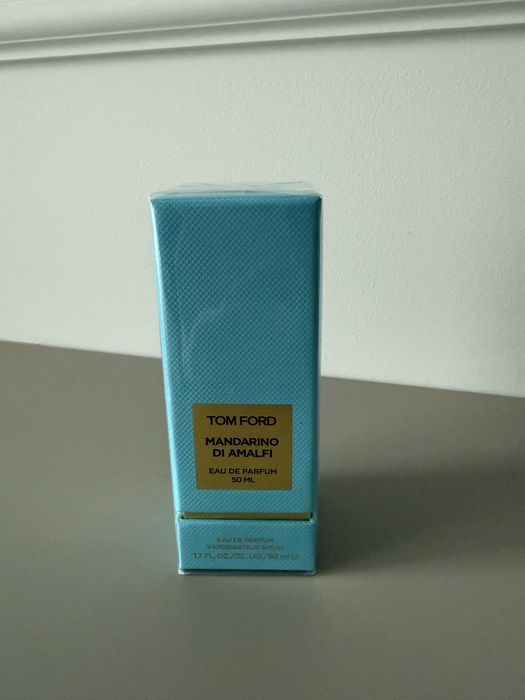 TOM FORD
MANDARINO
DI AMALFI
EAU DE PARFUM
50 ML
EAU DE PARFUM
VAPORISATEUR SPRAY
1.7 FL. OZ./OZ. LIQ./50 ml ℮